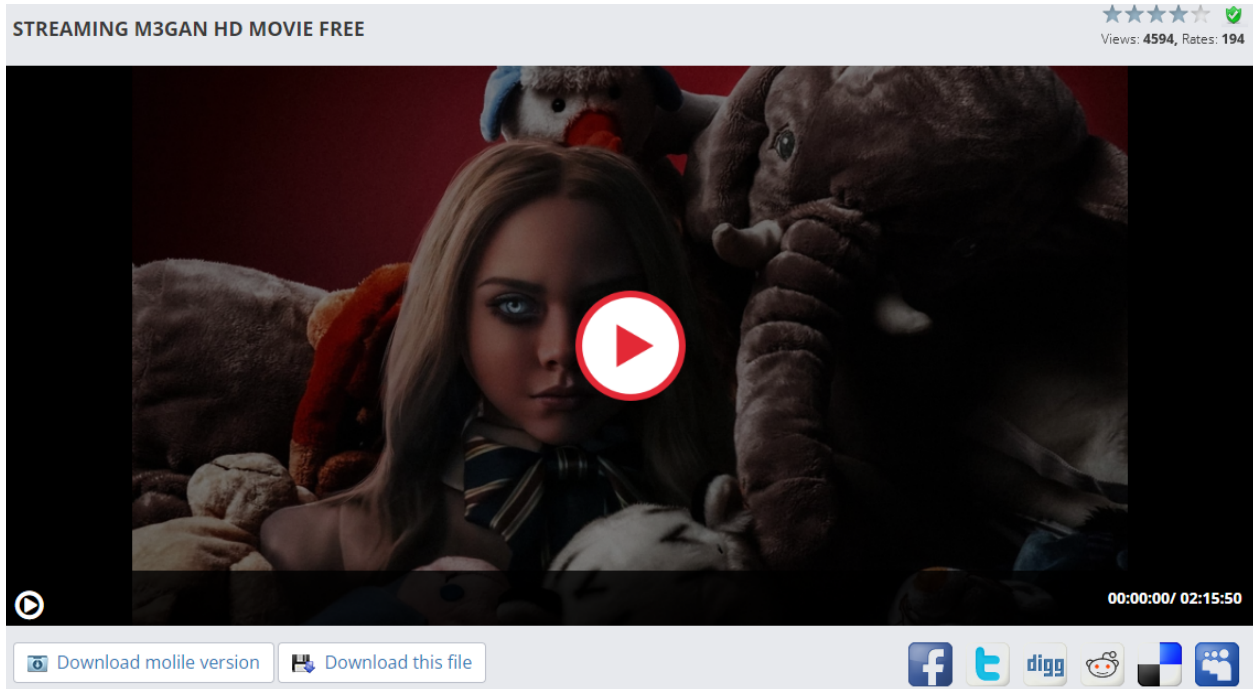 STREAMING M3GAN HD MOVIE FREE
Views: 4594, Rates: 194
00:00:00/ 02:15:50
Download molile version
Download this file
digg